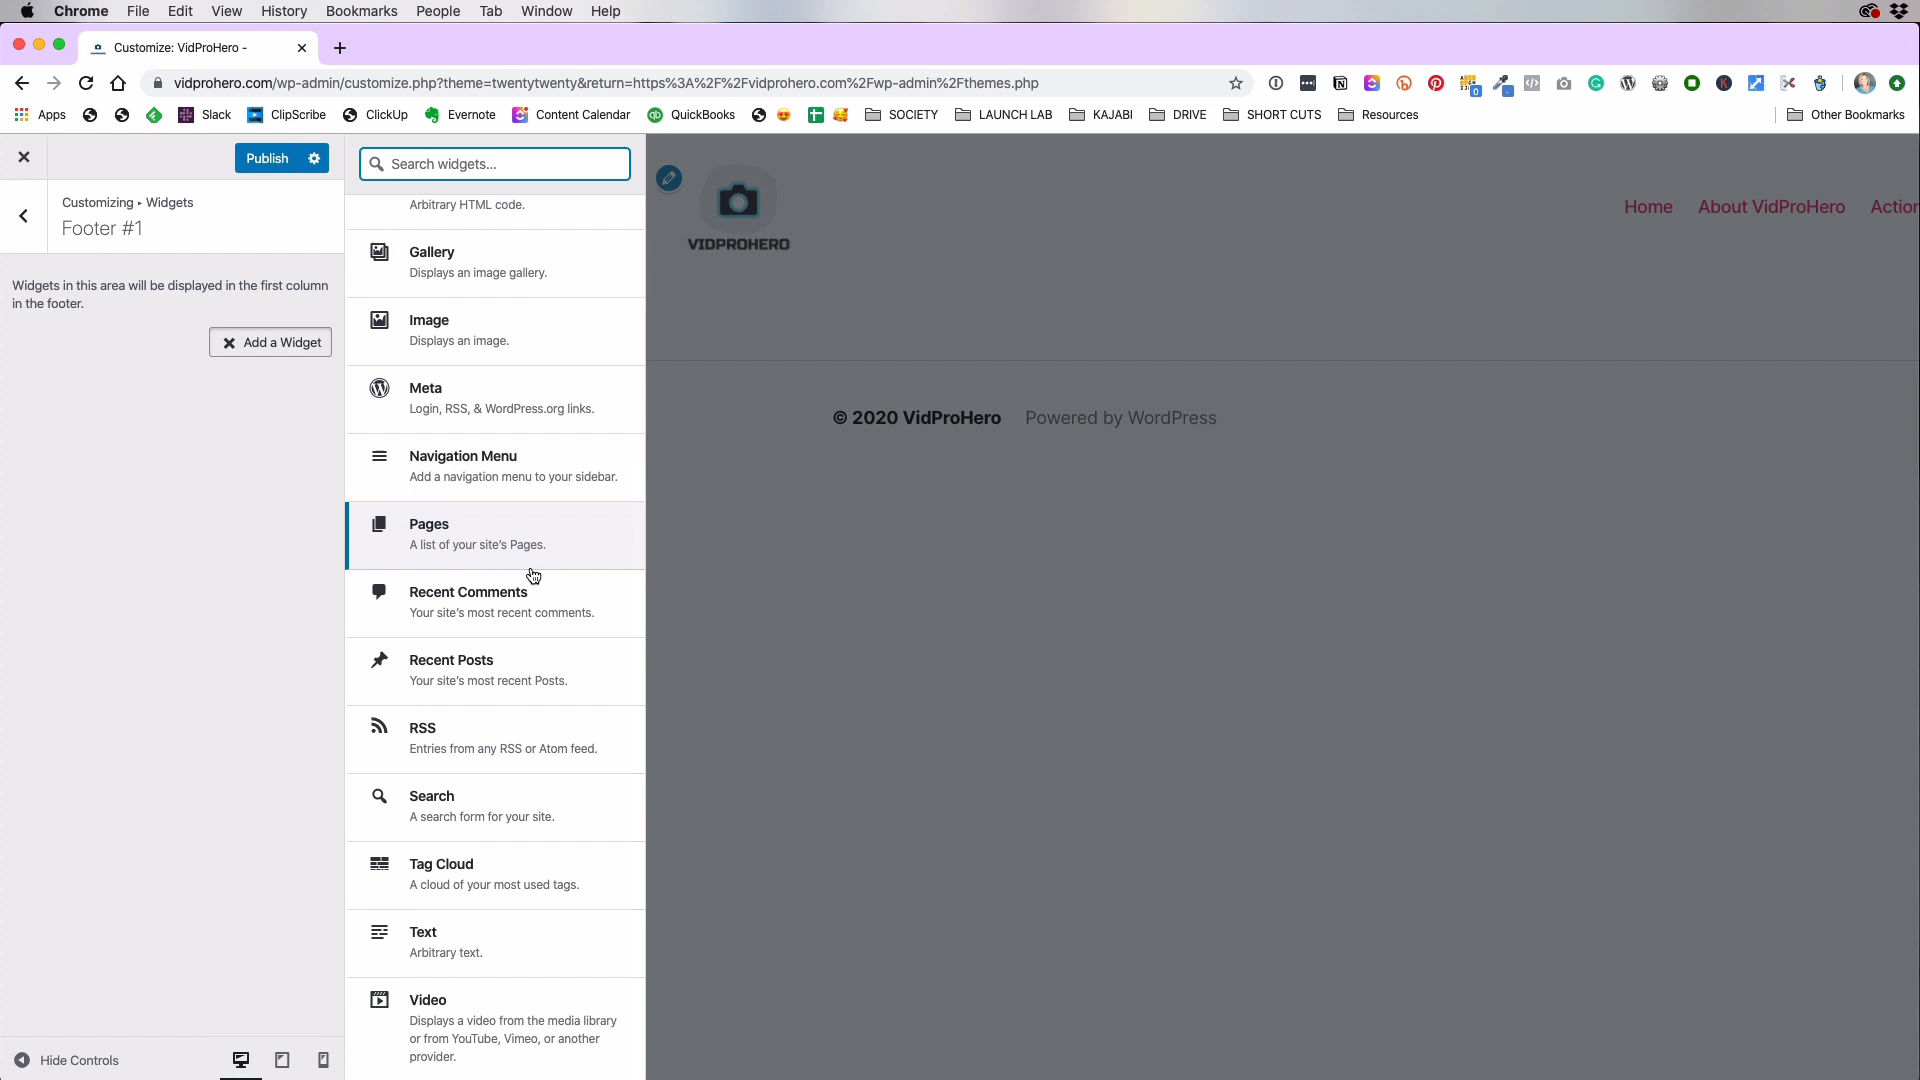 Chrome File Edit View History Bookmarks People Tab Window Help
Customize: VidProHero -
vidprohero.com/wp-admin/customize.php?theme=twentytwenty&return=https%3A%2F%2Fvidprohero.com%2Fwp-admin%2Fthemes.php
Apps Slack ClipScribe ClickUp Evernote Content Calendar QuickBooks SOCIETY LAUNCH LAB KAJABI DRIVE SHORT CUTS Resources Other Bookmarks
Publish
Customizing ▸ Widgets
Footer #1
Widgets in this area will be displayed in the first column
in the footer.
Add a Widget
Search widgets...
Arbitrary HTML code.
Gallery
Displays an image gallery.
Image
Displays an image.
Meta
Login, RSS, & WordPress.org links.
Navigation Menu
Add a navigation menu to your sidebar.
Pages
A list of your site's Pages.
Recent Comments
Your site's most recent comments.
Recent Posts
Your site's most recent Posts.
RSS
Entries from any RSS or Atom feed.
Search
A search form for your site.
Tag Cloud
A cloud of your most used tags.
Text
Arbitrary text.
Video
Displays a video from the media library
or from YouTube, Vimeo, or another
provider.
VIDPROHERO
Home About VidProHero Action
© 2020 VidProHero Powered by WordPress
Hide Controls